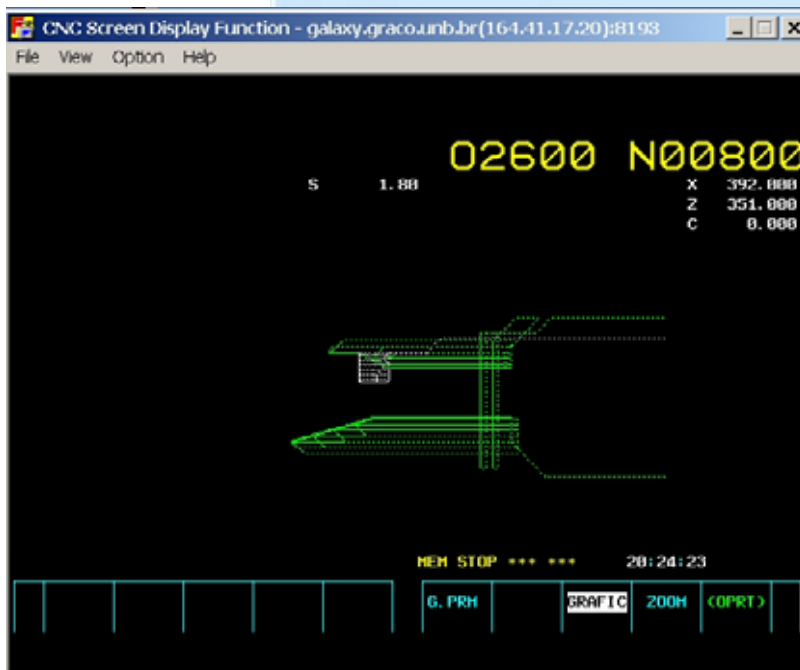 CNC Screen Display Function - galaxy.graco.unb.br(164.41.17.20):8193
File View Option Help
O2600 N00800
S 1.80 X 392.000
Z 351.000
C 0.000
MEM STOP *** *** 20:24:23
G.PRM GRAFIC ZOOM (OPRT)